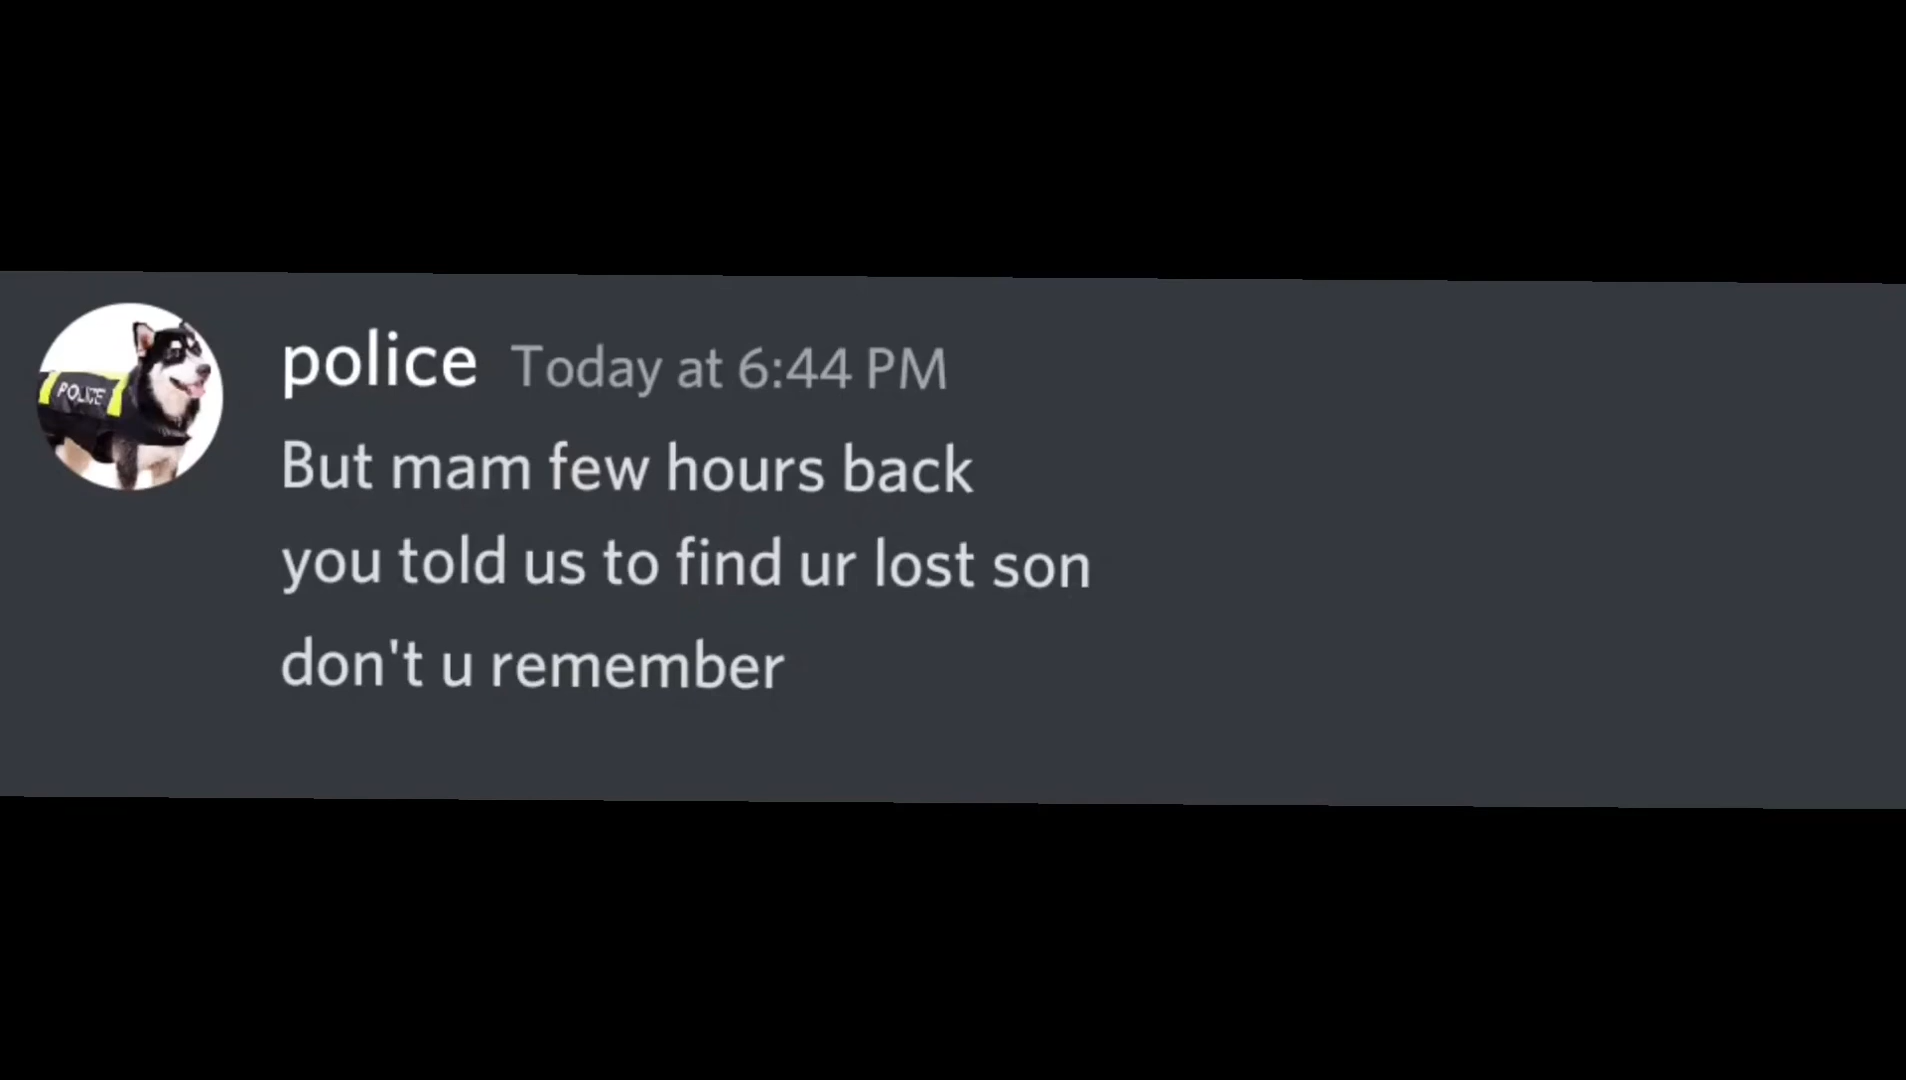 POLICE
police Today at 6:44 PM
But mam few hours back
you told us to find ur lost son
don't u remember